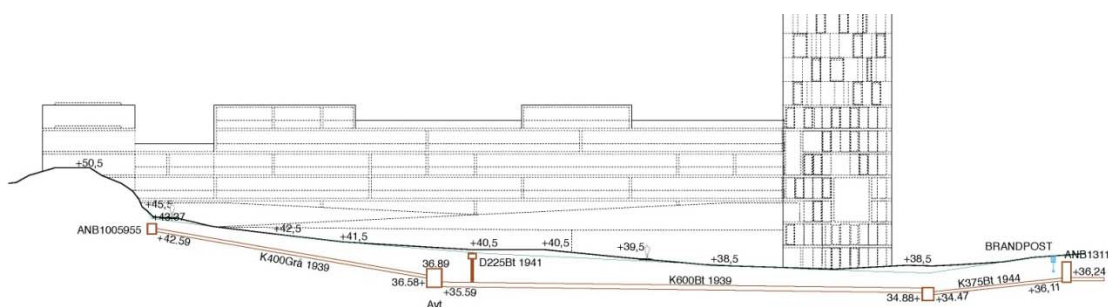 +50,5
+45,5
+43.37
ANB1005955
+42.59
+42,5
+41,5
K400Grå 1939
36.89
36.58+
+35.59
Avt
+40,5
D225Bt 1941
+40,5
+39,5
K600Bt 1939
+38,5
+38,5
34.88+
+34.47
BRANDPOST
K375Bt 1944
+36,11
ANB1311
+36,24